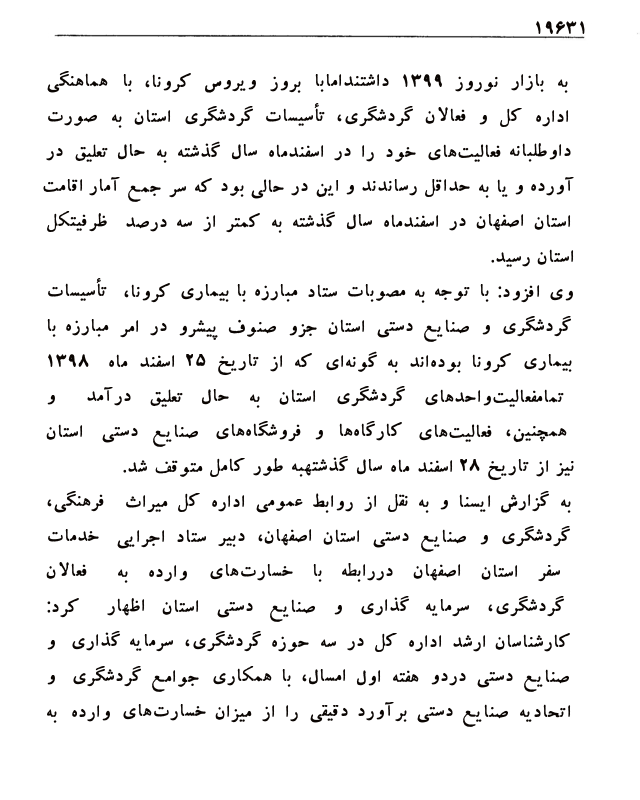 ۱۹۶۳۱
به بازار نوروز ۱۳۹۹ داشتنداما‌با بروز ویروس کرونا، با هماهنگی
اداره کل و فعالان گردشگری، تأسیسات گردشگری استان به صورت
داوطلبانه فعالیت‌های خود را در اسفندماه سال گذشته به حال تعلیق در
آورده و یا به حداقل رساندند و این در حالی بود که سر جمع آمار اقامت
استان اصفهان در اسفندماه سال گذشته به کمتر از سه درصد ظرفیتکل
استان رسید.
وی افزود: با توجه به مصوبات ستاد مبارزه با بیماری کرونا، تأسیسات
گردشگری و صنایع دستی استان جزو صنوف پیشرو در امر مبارزه با
بیماری کرونا بوده‌اند به گونه‌ای که از تاریخ ۲۵ اسفند ماه ۱۳۹۸
تمامفعالیت‌واحدهای گردشگری استان به حال تعلیق درآمد و
همچنین، فعالیت‌های کارگاه‌ها و فروشگاه‌های صنایع دستی استان
نیز از تاریخ ۲۸ اسفند ماه سال گذشتهبه طور کامل متوقف شد.
به گزارش ایسنا و به نقل از روابط عمومی اداره کل میراث فرهنگی،
گردشگری و صنایع دستی استان اصفهان، دبیر ستاد اجرایی خدمات
سفر استان اصفهان دررابطه با خسارت‌های وارده به فعالان
گردشگری، سرمایه گذاری و صنایع دستی استان اظهار کرد:
کارشناسان ارشد اداره کل در سه حوزه گردشگری، سرمایه گذاری و
صنایع دستی دردو هفته اول امسال، با همکاری جوامع گردشگری و
اتحادیه صنایع دستی برآورد دقیقی را از میزان خسارت‌های وارده به